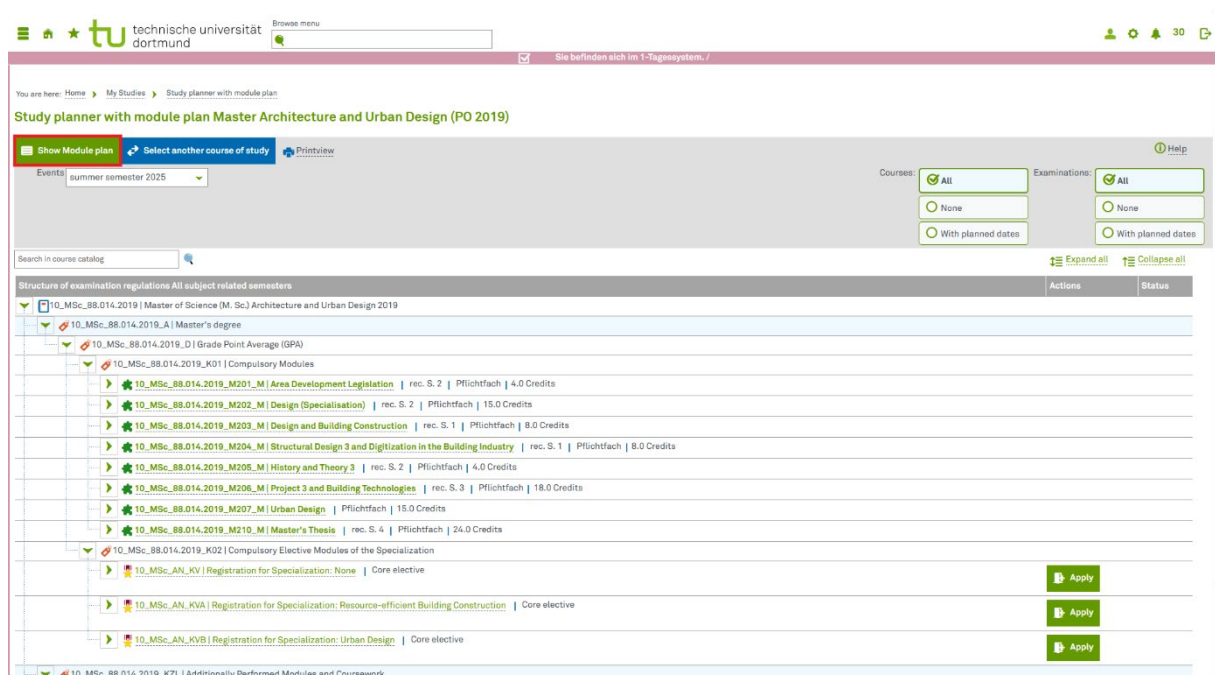 Browse menu
technische universität
dortmund
30
Sie befinden sich im 1-Tagessystem. /
You are here: Home My Studies Study planner with module plan
Study planner with module plan Master Architecture and Urban Design (PO 2019)
Show Module plan Select another course of study Printview Help
Events summer semester 2025 Courses: All Examinations: All
None None
With planned dates With planned dates
Search in course catalog Expand all Collapse all
Structure of examination regulations All subject related semesters Actions Status
10_MSc_88.014.2019 | Master of Science (M. Sc.) Architecture and Urban Design 2019
10_MSc_88.014.2019_A | Master's degree
10_MSc_88.014.2019_D | Grade Point Average (GPA)
10_MSc_88.014.2019_K01 | Compulsory Modules
10_MSc_88.014.2019_M201_M | Area Development Legislation | rec. S. 2 | Pflichtfach | 4.0 Credits
10_MSc_88.014.2019_M202_M | Design (Specialisation) | rec. S. 2 | Pflichtfach | 15.0 Credits
10_MSc_88.014.2019_M203_M | Design and Building Construction | rec. S. 1 | Pflichtfach | 8.0 Credits
10_MSc_88.014.2019_M204_M | Structural Design 3 and Digitization in the Building Industry | rec. S. 1 | Pflichtfach | 8.0 Credits
10_MSc_88.014.2019_M205_M | History and Theory 3 | rec. S. 2 | Pflichtfach | 4.0 Credits
10_MSc_88.014.2019_M206_M | Project 3 and Building Technologies | rec. S. 3 | Pflichtfach | 18.0 Credits
10_MSc_88.014.2019_M207_M | Urban Design | Pflichtfach | 15.0 Credits
10_MSc_88.014.2019_M210_M | Master's Thesis | rec. S. 4 | Pflichtfach | 24.0 Credits
10_MSc_88.014.2019_K02 | Compulsory Elective Modules of the Specialization
10_MSc_AN_KV | Registration for Specialization: None | Core elective
Apply
10_MSc_AN_KVA | Registration for Specialization: Resource-efficient Building Construction | Core elective
Apply
10_MSc_AN_KVB | Registration for Specialization: Urban Design | Core elective
Apply
10_MSc_88.014.2019_KZL | Additionally Performed Modules and Coursework